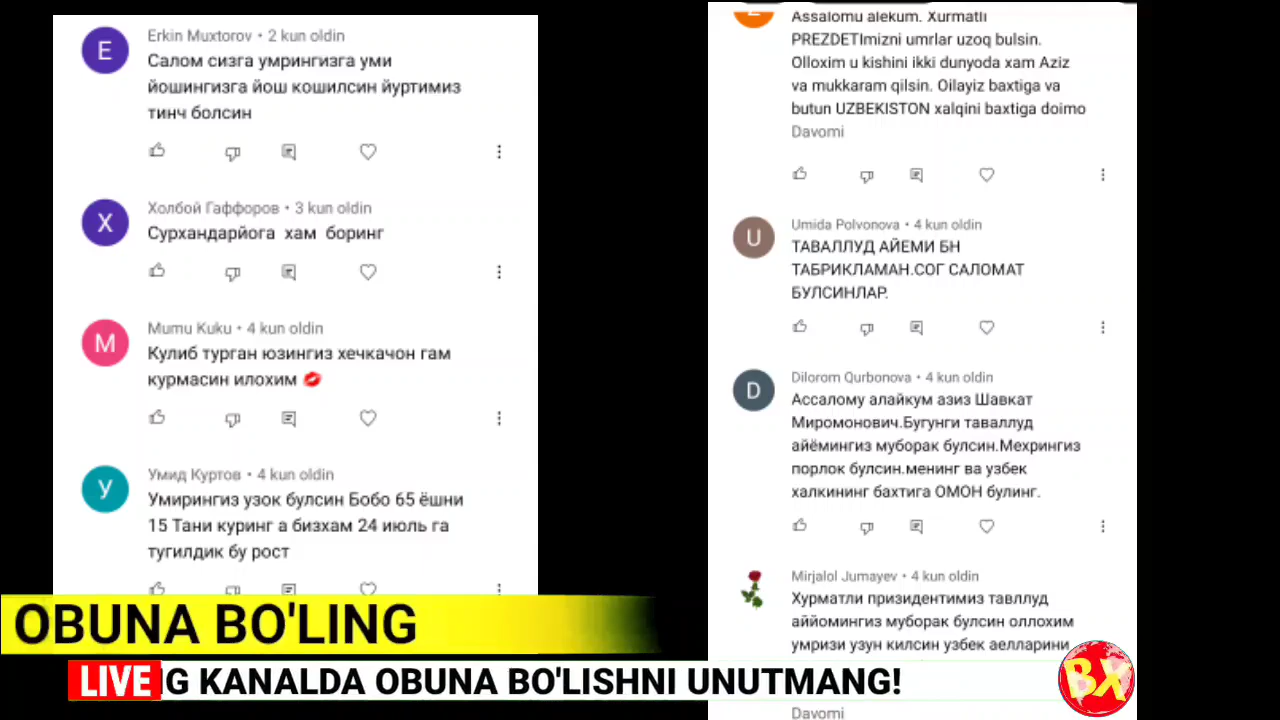 E
Erkin Muxtorov • 2 kun oldin
Салом сизга умрингизга уми
йошингизга йош кошилсин йуртимиз
тинч болсин
Х
Холбой Гаффоров • 3 kun oldin
Сурхандарйога хам боринг
M
Mumu Kuku • 4 kun oldin
Кулиб турган юзингиз хечкачон гам
курмасин илохим 💋
У
Умид Куртов • 4 kun oldin
Умирингиз узок булсин Бобо 65 ёшни
15 Тани куринг а бизхам 24 июль га
тугилдик бу рост
Assalomu alekum. Xurmatli
PREZDETImizni umrlar uzoq bulsin.
Olloxim u kishini ikki dunyoda xam Aziz
va mukkaram qilsin. Oilayiz baxtiga va
butun UZBEKISTON xalqini baxtiga doimo
Davomi
U
Umida Polvonova • 4 kun oldin
ТАВАЛЛУД АЙЕМИ БН
ТАБРИКЛАМАН.СОГ САЛОМАТ
БУЛСИНЛАР.
D
Dilorom Qurbonova • 4 kun oldin
Ассалому алайкум азиз Шавкат
Миромонович.Бугунги таваллуд
айёмингиз муборак булсин.Мехрингиз
порлок булсин.менинг ва узбек
халкининг бахтига ОМОН булинг.
Mirjalol Jumayev • 4 kun oldin
Хурматли призидентимиз тавллуд
аййомингиз муборак булсин оллохим
умризи узун килсин узбек аелларини
Davomi
OBUNA BO'LING
LIVE
G KANALDA OBUNA BO'LISHNI UNUTMANG!
BX